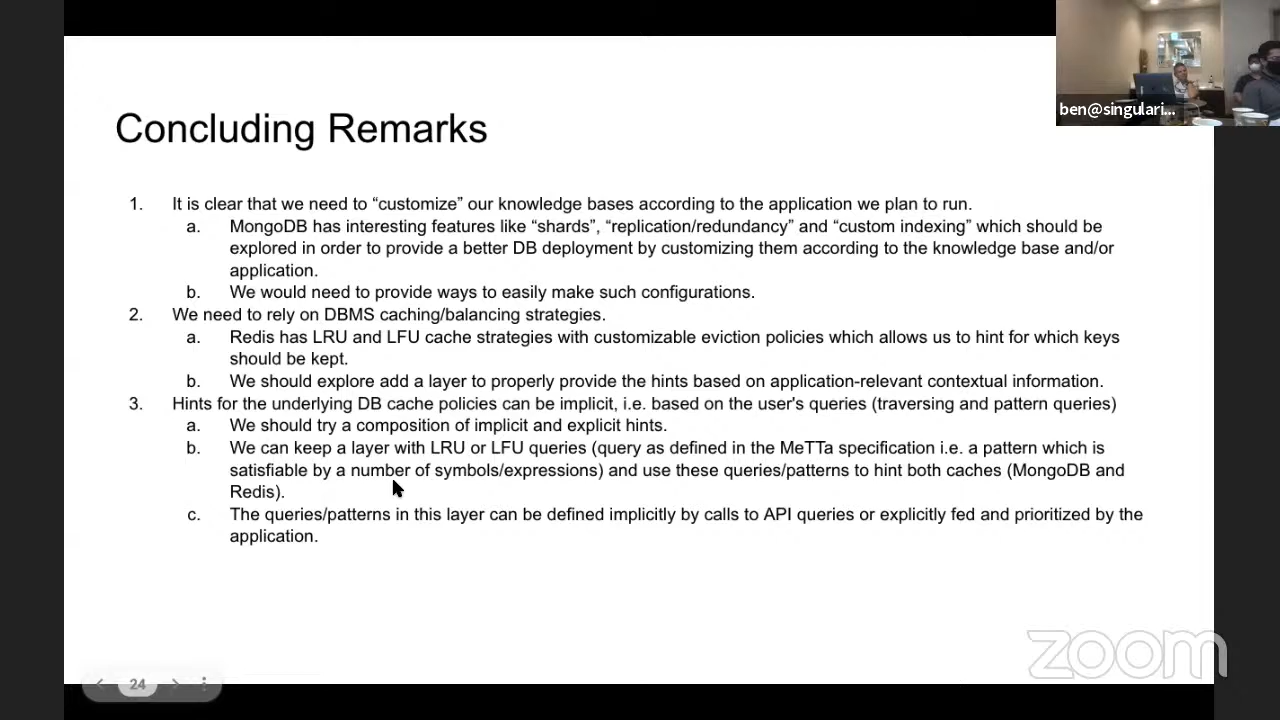 ben@singulari...
Concluding Remarks
1. It is clear that we need to “customize” our knowledge bases according to the application we plan to run.
a. MongoDB has interesting features like “shards”, “replication/redundancy” and “custom indexing” which should be
explored in order to provide a better DB deployment by customizing them according to the knowledge base and/or
application.
b. We would need to provide ways to easily make such configurations.
2. We need to rely on DBMS caching/balancing strategies.
a. Redis has LRU and LFU cache strategies with customizable eviction policies which allows us to hint for which keys
should be kept.
b. We should explore add a layer to properly provide the hints based on application-relevant contextual information.
3. Hints for the underlying DB cache policies can be implicit, i.e. based on the user's queries (traversing and pattern queries)
a. We should try a composition of implicit and explicit hints.
b. We can keep a layer with LRU or LFU queries (query as defined in the MeTTa specification i.e. a pattern which is
satisfiable by a number of symbols/expressions) and use these queries/patterns to hint both caches (MongoDB and
Redis).
c. The queries/patterns in this layer can be defined implicitly by calls to API queries or explicitly fed and prioritized by the
application.
zoom
24